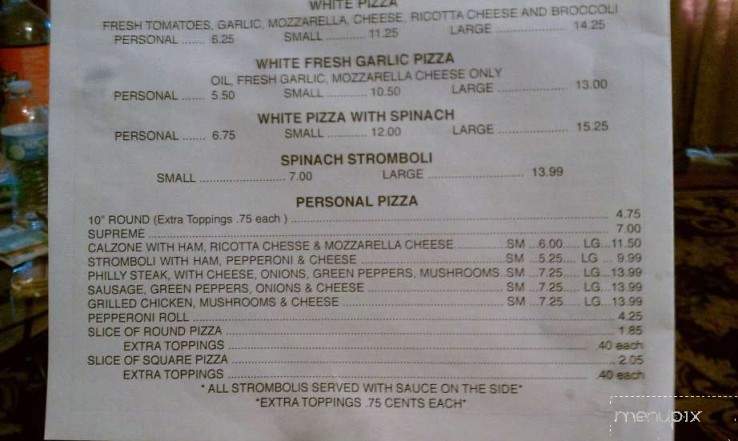 WHITE PIZZA
FRESH TOMATOES, GARLIC, MOZZARELLA, CHEESE, RICOTTA CHEESE AND BROCCOLI
PERSONAL .... 6.25 SMALL .......... 11.25 LARGE ................ 14.25
WHITE FRESH GARLIC PIZZA
OIL, FRESH GARLIC, MOZZARELLA CHEESE ONLY
PERSONAL ...... 5.50 SMALL .......... 10.50 LARGE ................ 13.00
WHITE PIZZA WITH SPINACH
PERSONAL ...... 6.75 SMALL .......... 12.00 LARGE ................ 15.25
SPINACH STROMBOLI
SMALL ...................... 7.00 LARGE ........................ 13.99
PERSONAL PIZZA
10" ROUND (Extra Toppings .75 each ) ........................ 4.75
SUPREME ........................ 7.00
CALZONE WITH HAM, RICOTTA CHESSE & MOZZARELLA CHEESE ........ SM ...6.00 ..... LG...11.50
STROMBOLI WITH HAM, PEPPERONI & CHEESE ........ SM ...5.25.... LG ... 9.99
PHILLY STEAK, WITH CHEESE, ONIONS, GREEN PEPPERS, MUSHROOMS. SM ...7.25 .... LG...13.99
SAUSAGE, GREEN PEPPERS, ONIONS & CHEESE ........ SM ...7.25 .... LG...13.99
GRILLED CHICKEN, MUSHROOMS & CHEESE ........ SM ...7.25 .... LG...13.99
PEPPERONI ROLL ........................ 4.25
SLICE OF ROUND PIZZA ........................ 1.85
EXTRA TOPPINGS ........................ .40 each
SLICE OF SQUARE PIZZA ........................ 2.05
EXTRA TOPPINGS ........................ .40 each
* ALL STROMBOLIS SERVED WITH SAUCE ON THE SIDE*
*EXTRA TOPPINGS .75 CENTS EACH*
menupix